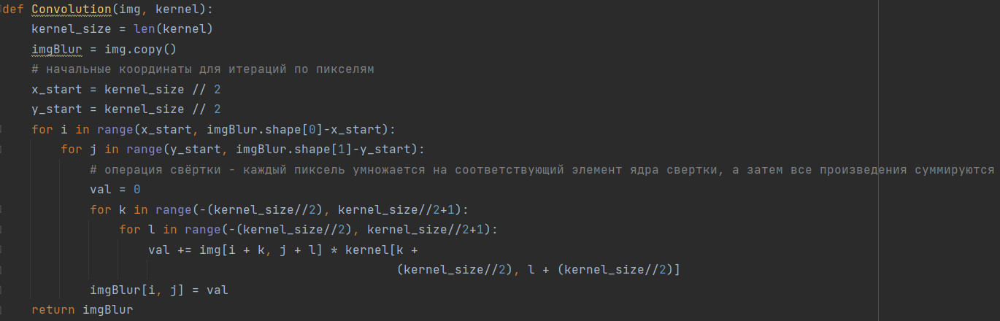 def Convolution(img, kernel):
    kernel_size = len(kernel)
    imgBlur = img.copy()
    # начальные координаты для итераций по пикселям
    x_start = kernel_size // 2
    y_start = kernel_size // 2
    for i in range(x_start, imgBlur.shape[0]-x_start):
        for j in range(y_start, imgBlur.shape[1]-y_start):
            # операция свёртки - каждый пиксель умножается на соответствующий элемент ядра свертки, а затем все произведения суммируются
            val = 0
            for k in range(-(kernel_size//2), kernel_size//2+1):
                for l in range(-(kernel_size//2), kernel_size//2+1):
                    val += img[i + k, j + l] * kernel[k +
                                                      (kernel_size//2), l + (kernel_size//2)]
            imgBlur[i, j] = val
    return imgBlur